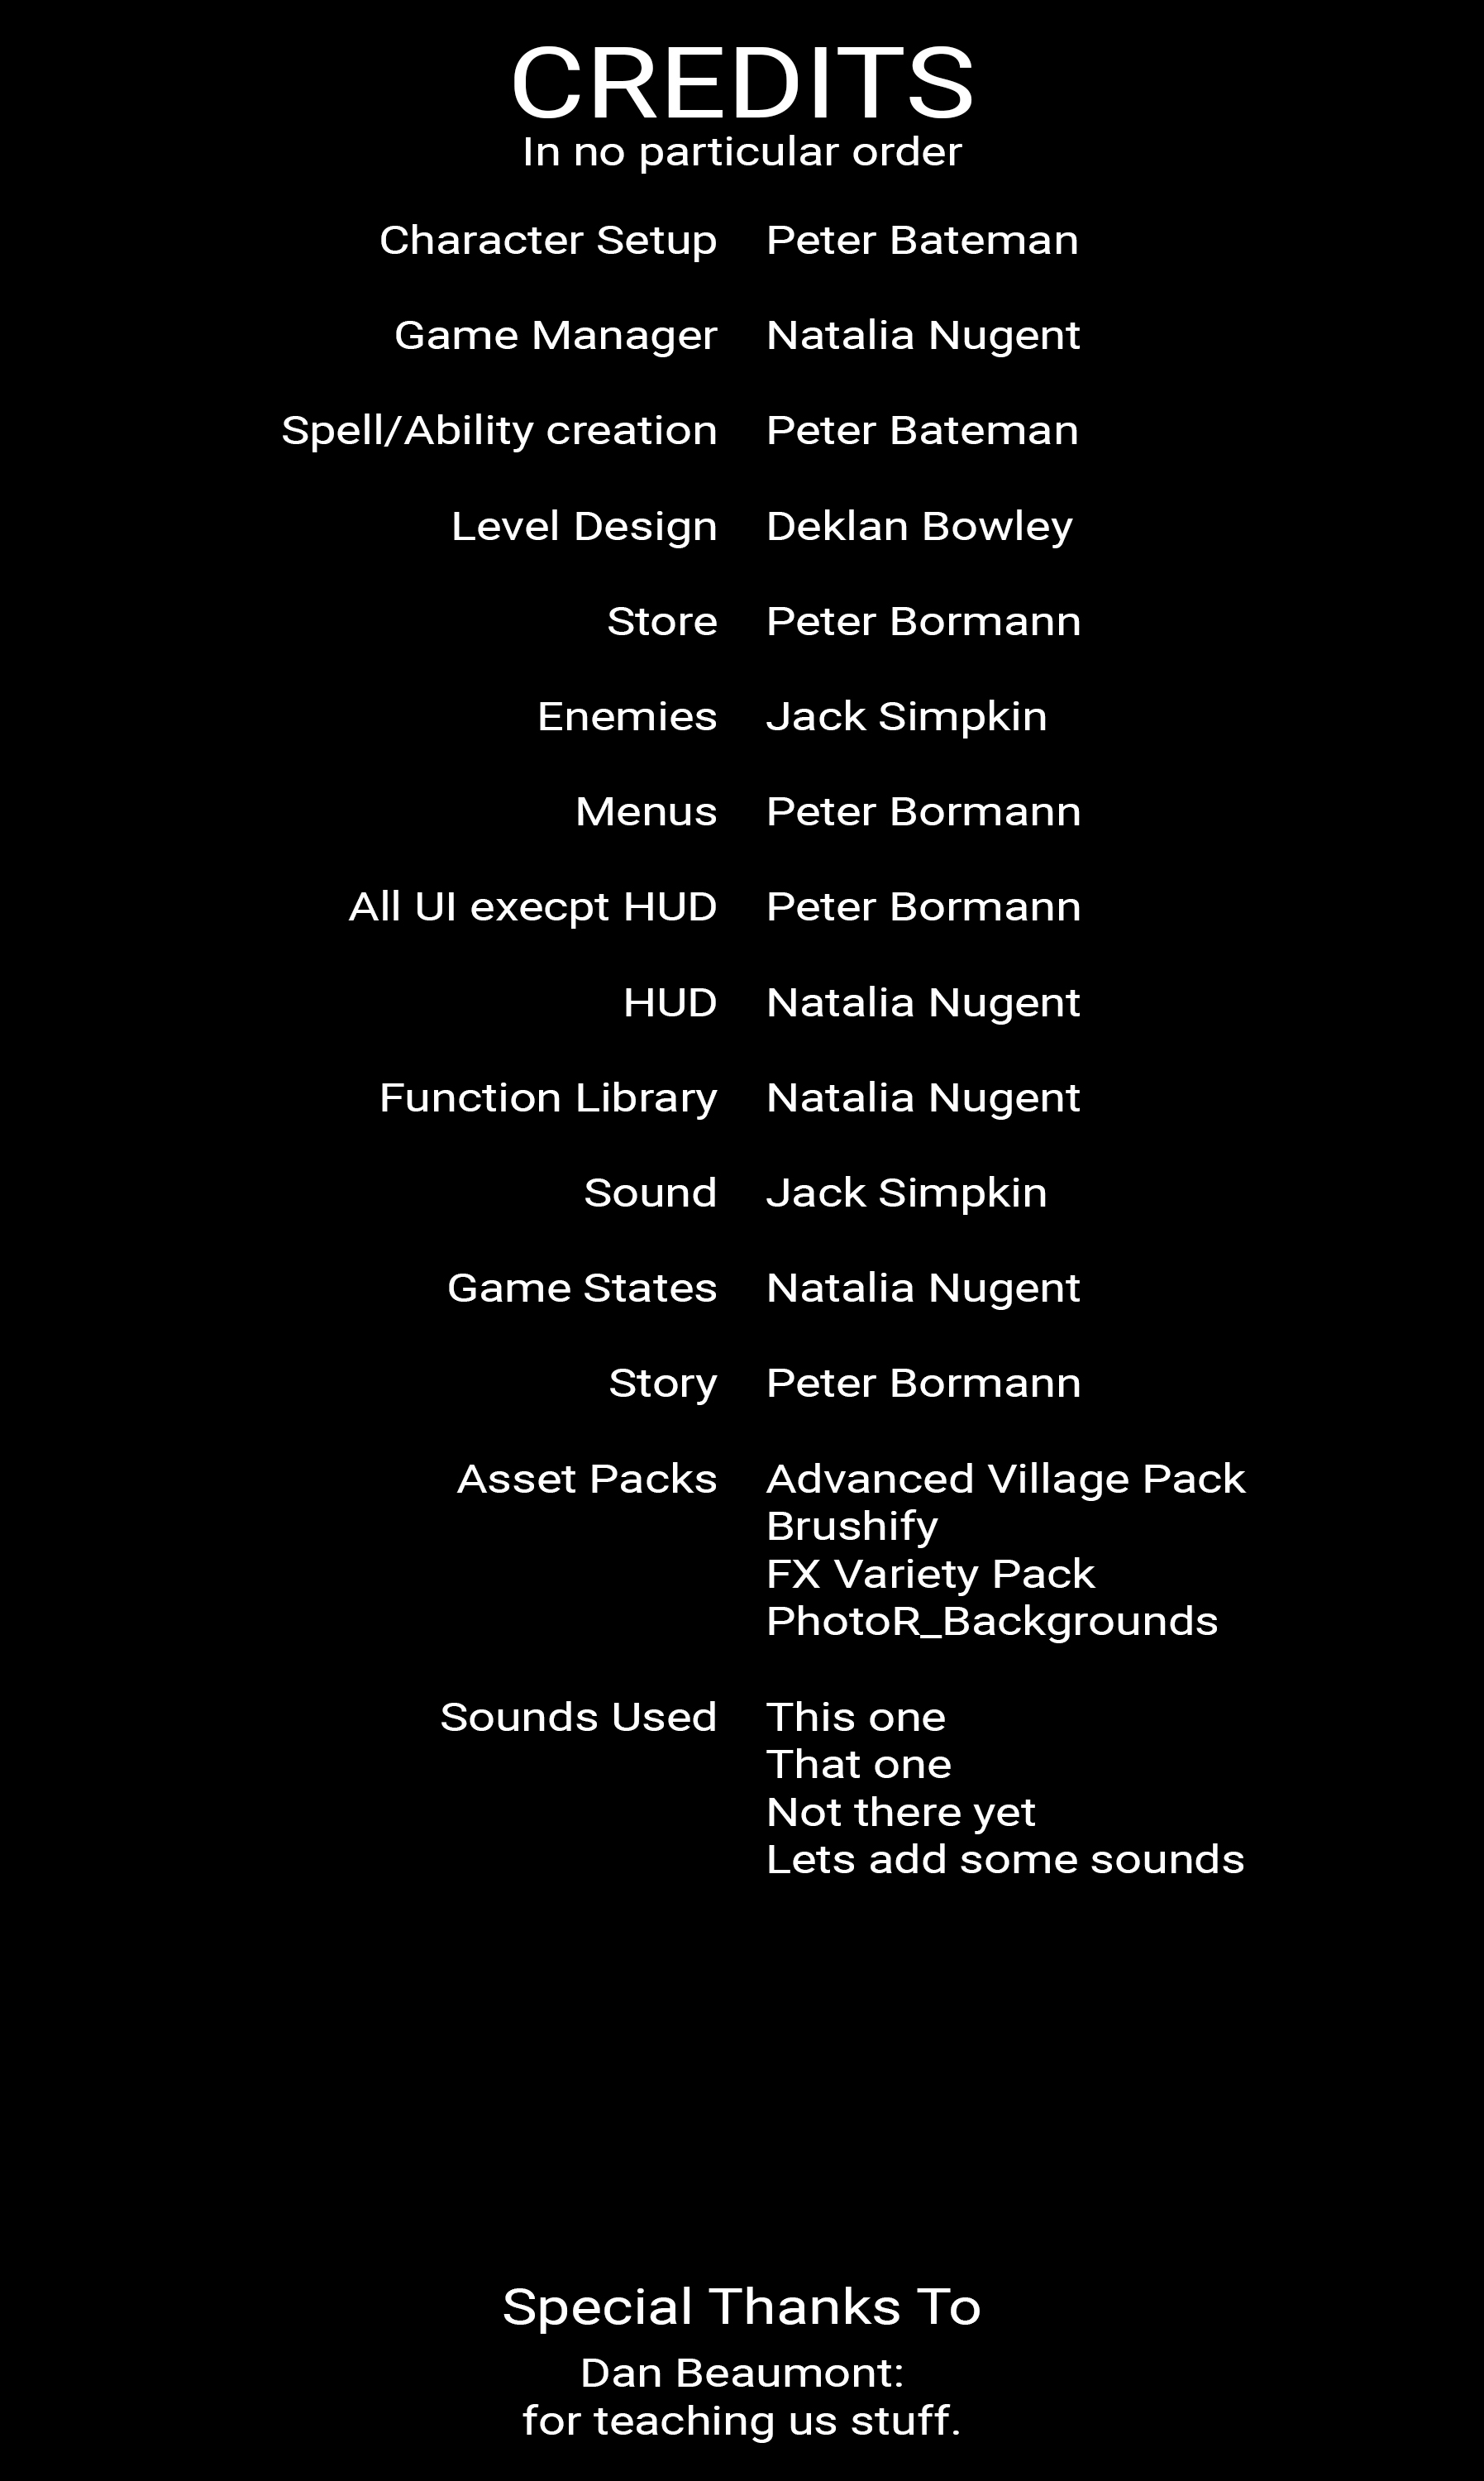 CREDITS
In no particular order
Character Setup Peter Bateman
Game Manager Natalia Nugent
Spell/Ability creation Peter Bateman
Level Design Deklan Bowley
Store Peter Bormann
Enemies Jack Simpkin
Menus Peter Bormann
All UI execpt HUD Peter Bormann
HUD Natalia Nugent
Function Library Natalia Nugent
Sound Jack Simpkin
Game States Natalia Nugent
Story Peter Bormann
Asset Packs Advanced Village Pack
Brushify
FX Variety Pack
PhotoR_Backgrounds
Sounds Used This one
That one
Not there yet
Lets add some sounds
Special Thanks To
Dan Beaumont:
for teaching us stuff.